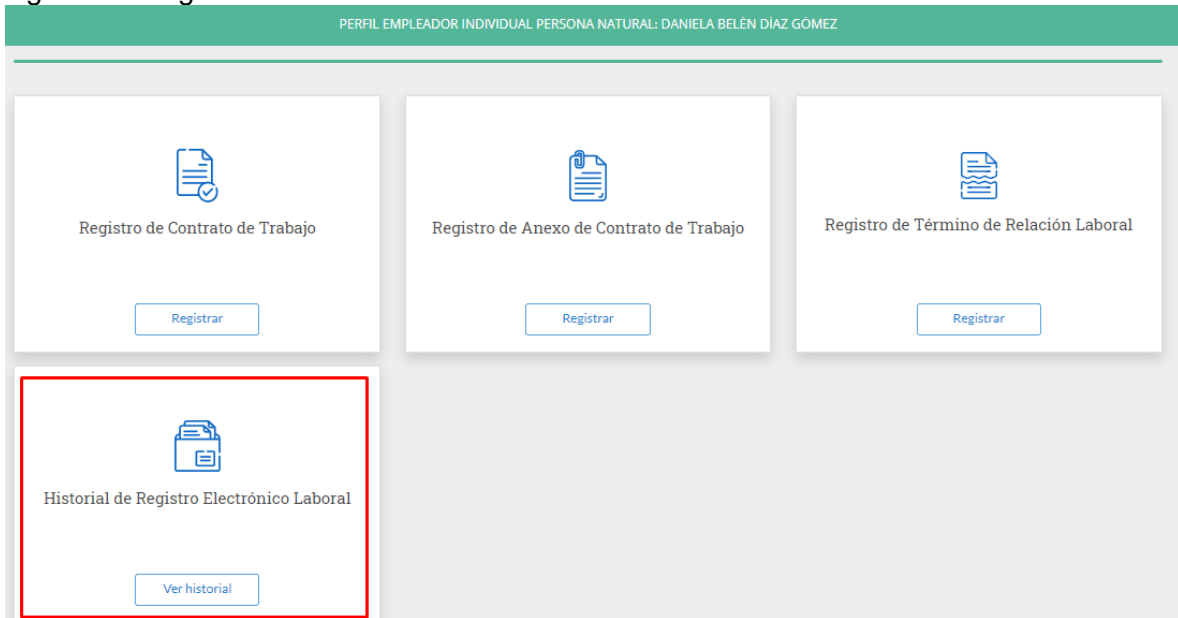 PERFIL EMPLEADOR INDIVIDUAL PERSONA NATURAL: DANIELA BELÉN DÍAZ GÓMEZ
Registro de Contrato de Trabajo
Registrar
Registro de Anexo de Contrato de Trabajo
Registrar
Registro de Término de Relación Laboral
Registrar
Historial de Registro Electrónico Laboral
Ver historial